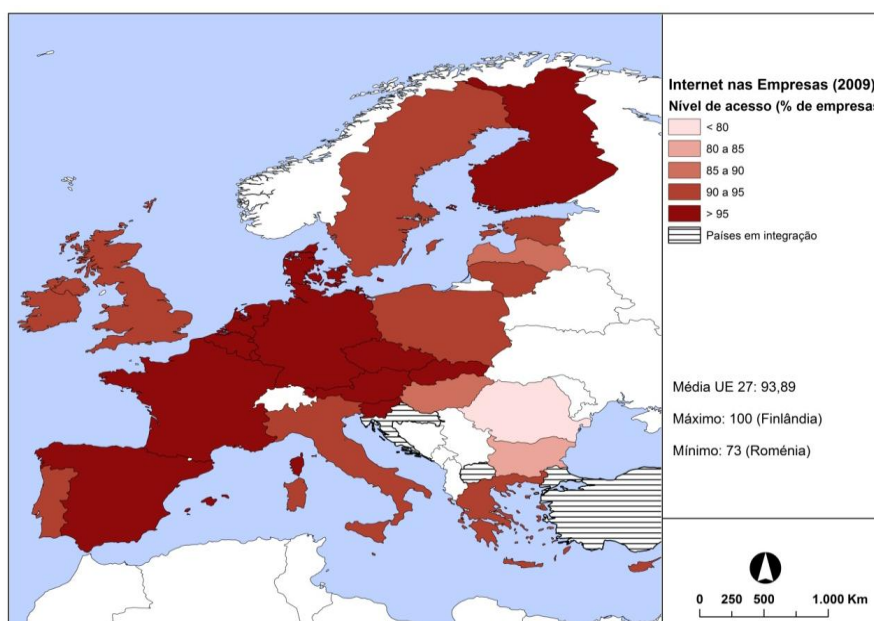 Internet nas Empresas (2009)
Nível de acesso (% de empresas
< 80
80 a 85
85 a 90
90 a 95
> 95
Países em integração
Média UE 27: 93,89
Máximo: 100 (Finlândia)
Mínimo: 73 (Roménia)
0 250 500 1.000 Km